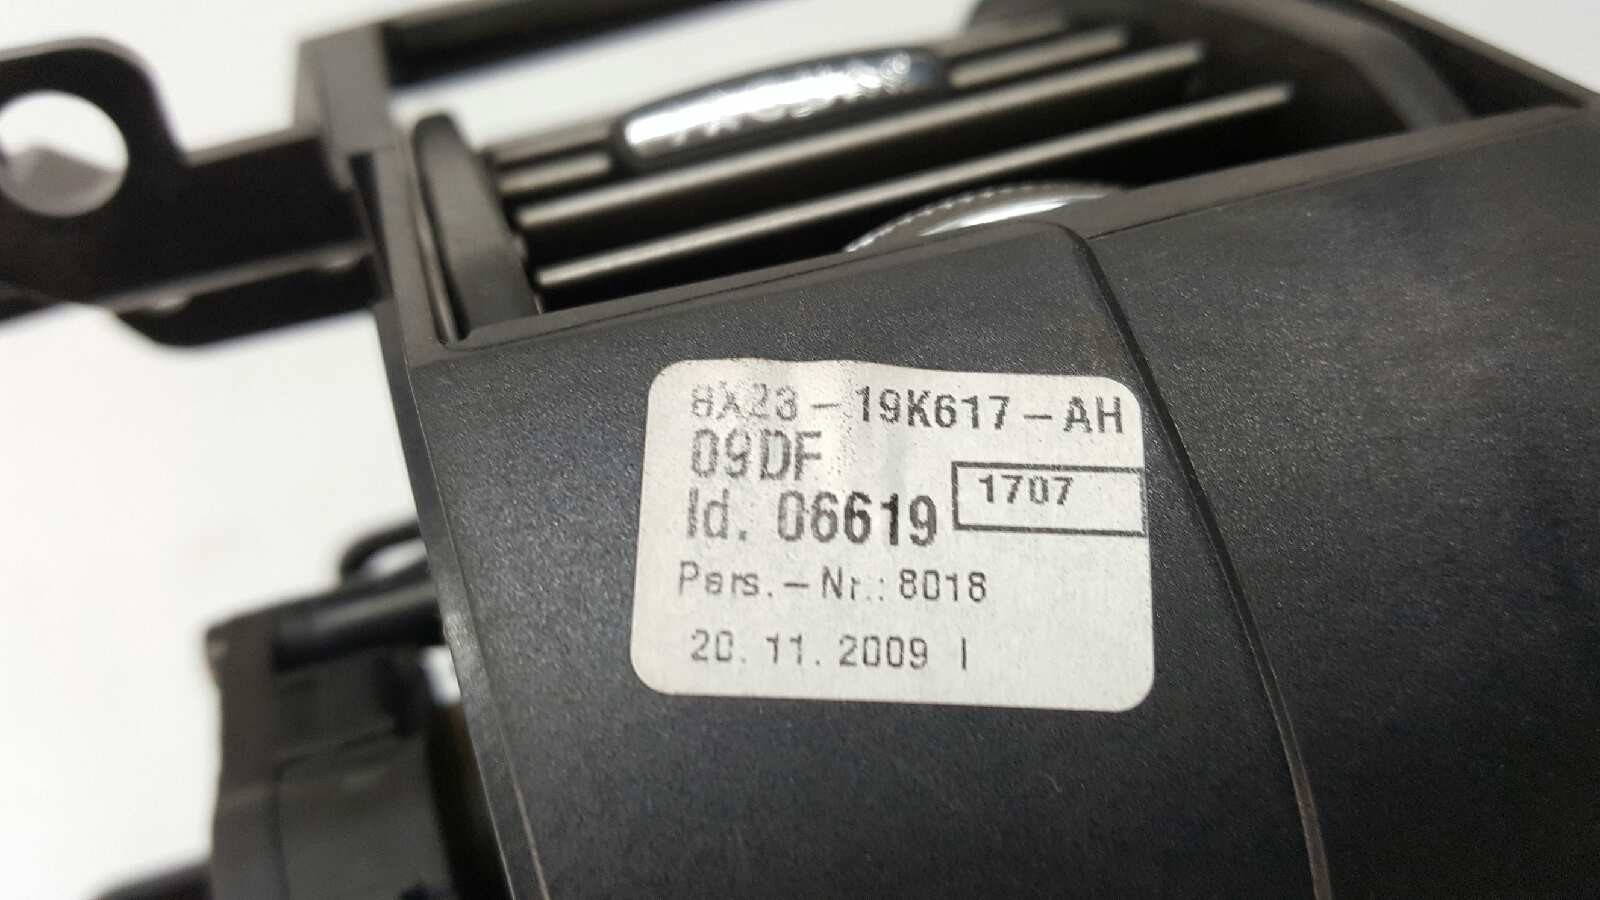 8X23-19K617-AH
09DF
1707
Id. 06619
Pers.-Nr.: 8018
20.11.2009 I